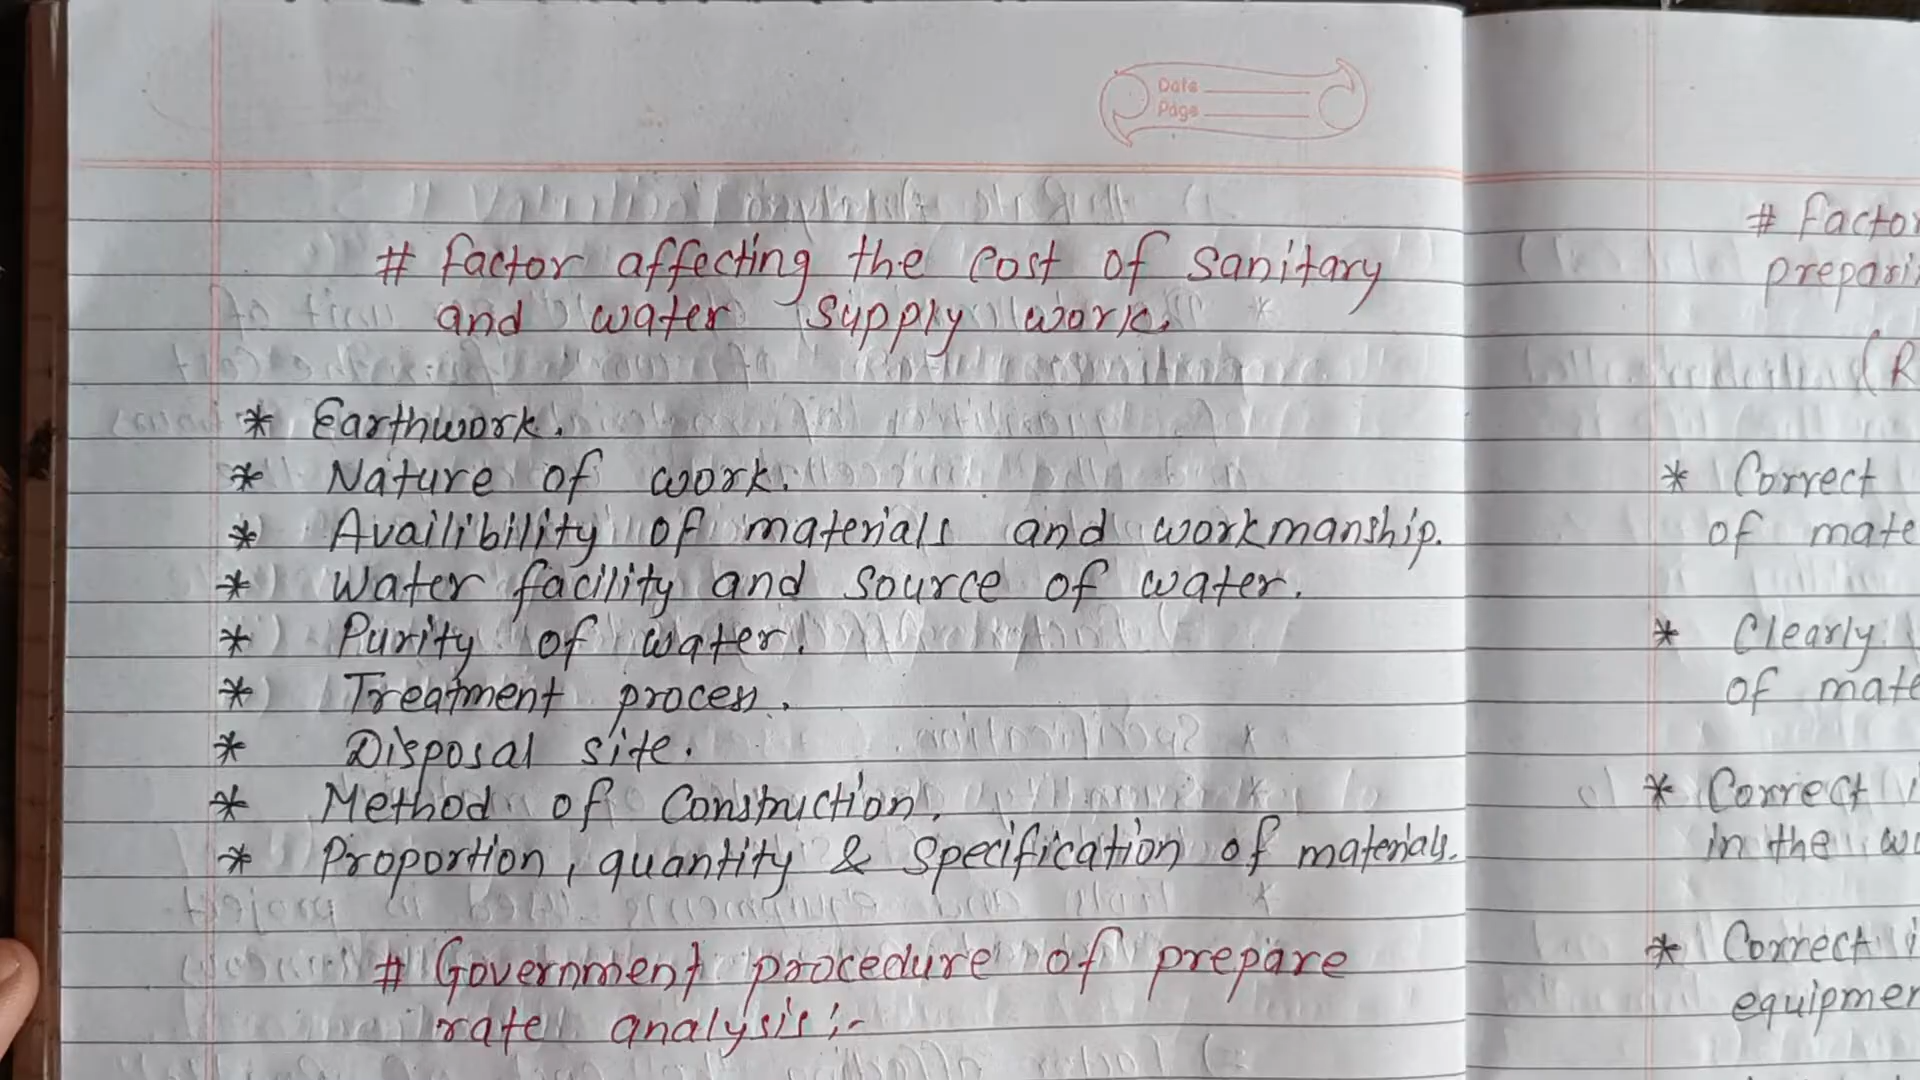 Date
Page
# factor affecting the cost of sanitary
and water supply work.
* Earthwork.
* Nature of work.
* Availibility of materials and workmanship.
* Water facility and source of water.
* Purity of water.
* Treatment process.
* Disposal site.
* Method of Construction.
* Proportion, quantity & Specification of materials.
# Government procedure of prepare
rate analysis :-
# factor
prepari
(R
* Correct
of mate
* Clearly
of mate
* Correct i
in the wo
* Correct i
equipmen